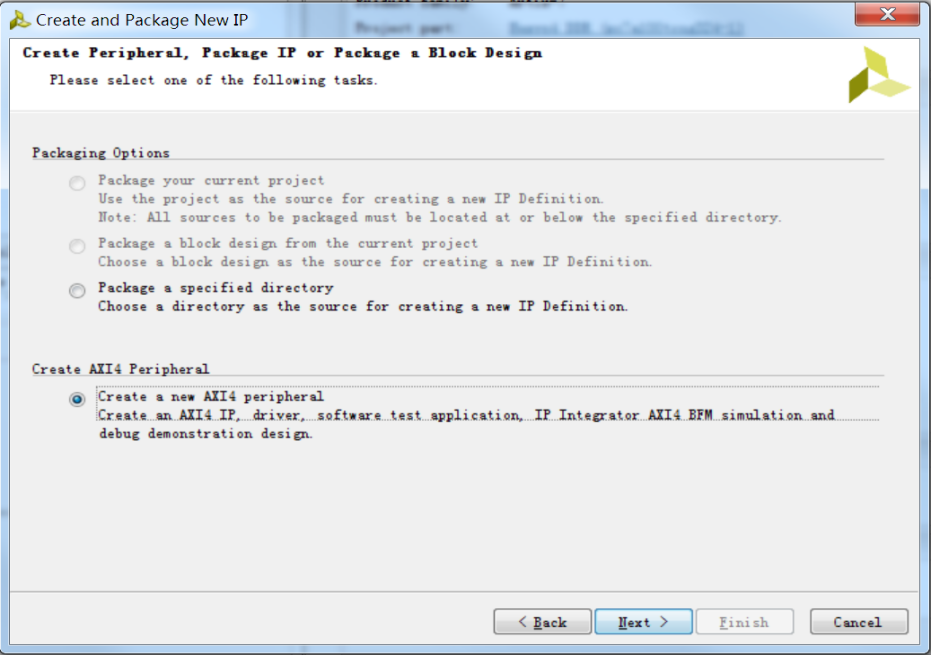 Create and Package New IP
Project part:
Create Peripheral, Package IP or Package a Block Design
Please select one of the following tasks.
Packaging Options
Package your current project
Use the project as the source for creating a new IP Definition.
Note: All sources to be packaged must be located at or below the specified directory.
Package a block design from the current project
Choose a block design as the source for creating a new IP Definition.
Package a specified directory
Choose a directory as the source for creating a new IP Definition.
Create AXI4 Peripheral
Create a new AXI4 peripheral
Create an AXI4 IP, driver, software test application, IP Integrator AXI4 BFM simulation and
debug demonstration design.
< Back Next > Finish Cancel